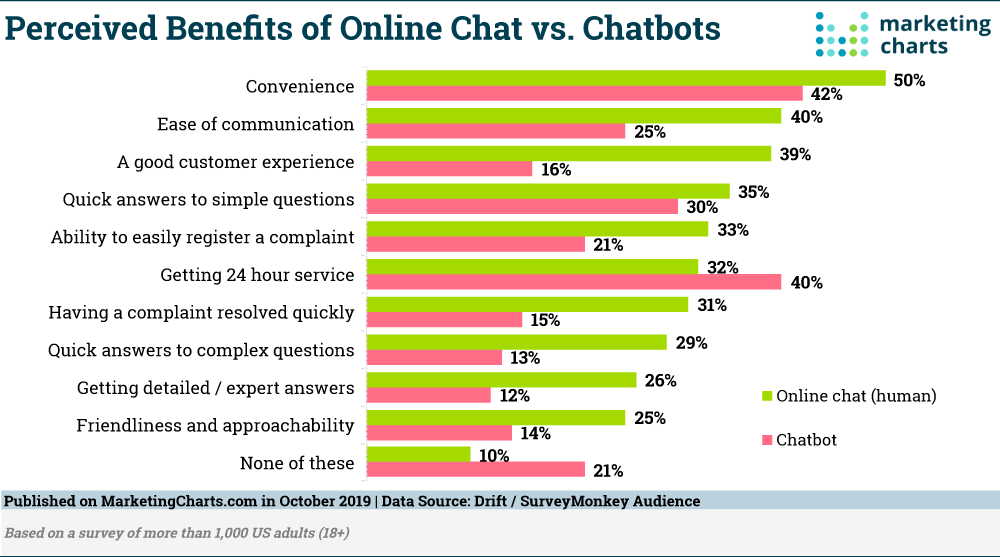 Perceived Benefits of Online Chat vs. Chatbots
marketing
charts
Convenience 50%
42%
Ease of communication 40%
25%
A good customer experience 39%
16%
Quick answers to simple questions 35%
30%
Ability to easily register a complaint 33%
21%
Getting 24 hour service 32%
40%
Having a complaint resolved quickly 31%
15%
Quick answers to complex questions 29%
13%
Getting detailed / expert answers 26%
12%
Friendliness and approachability 25%
14%
None of these 10%
21%
Online chat (human)
Chatbot
Published on MarketingCharts.com in October 2019 | Data Source: Drift / SurveyMonkey Audience
Based on a survey of more than 1,000 US adults (18+)